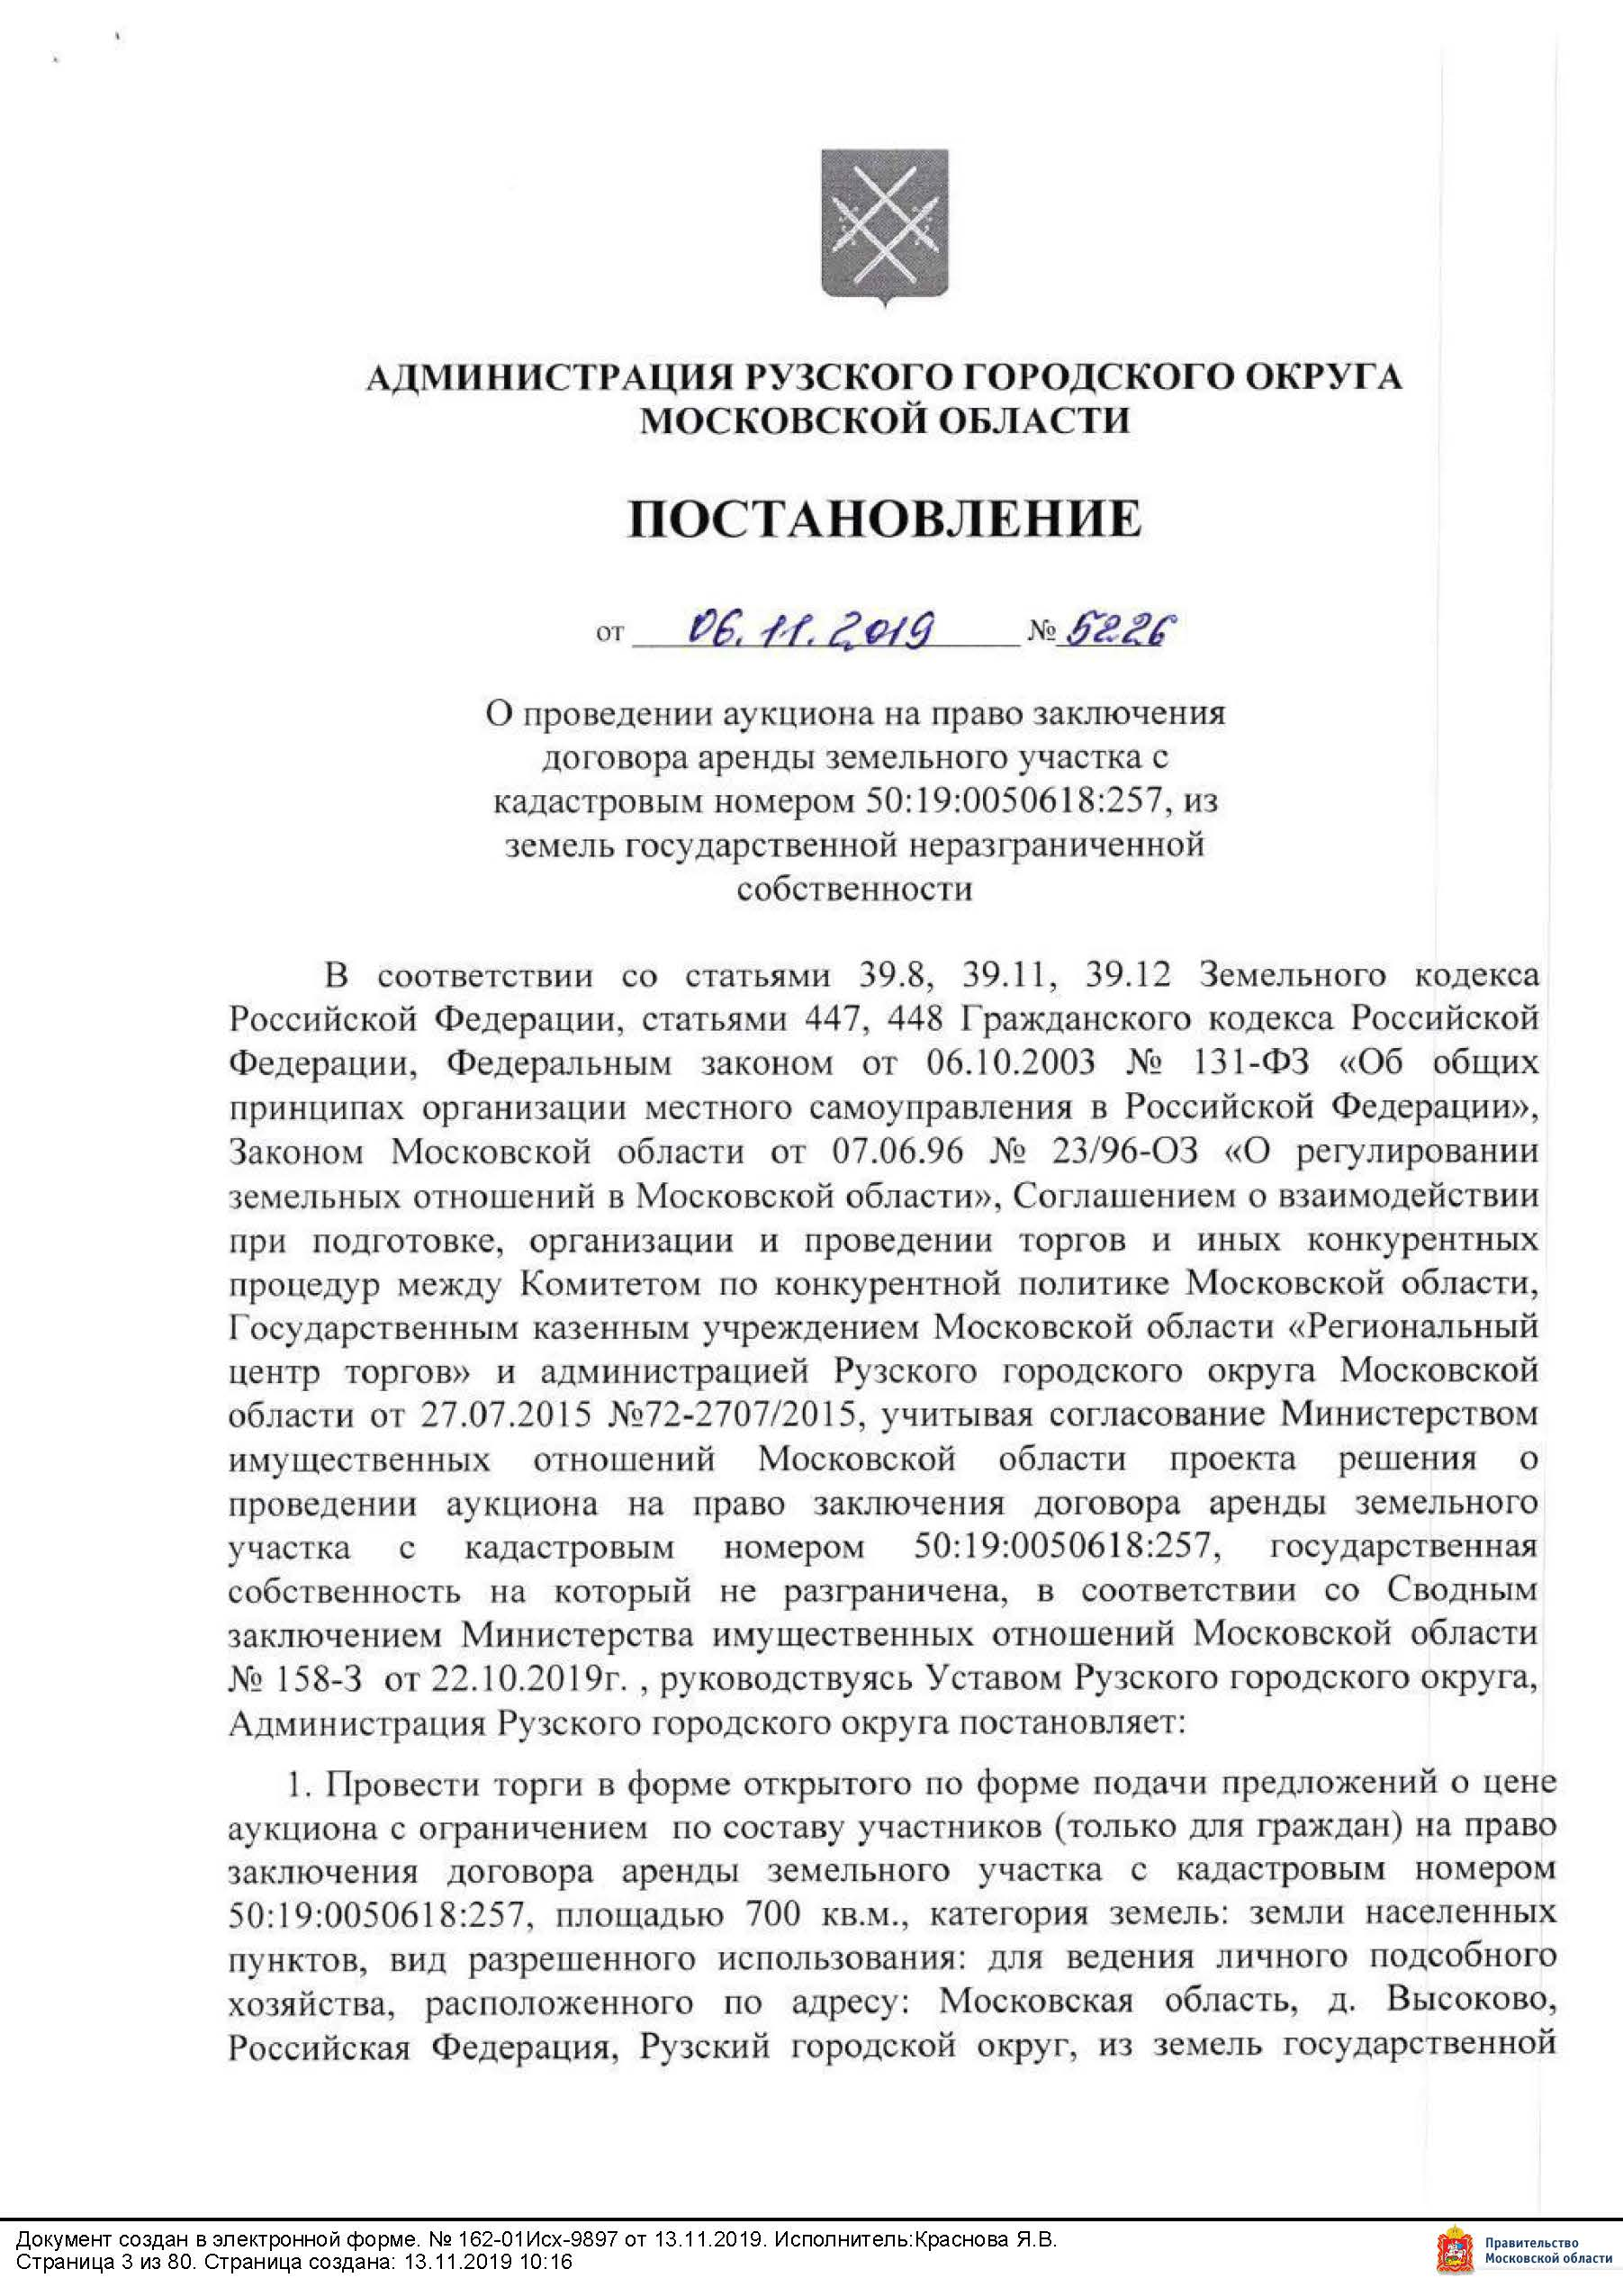 АДМИНИСТРАЦИЯ РУЗСКОГО ГОРОДСКОГО ОКРУГА
МОСКОВСКОЙ ОБЛАСТИ
ПОСТАНОВЛЕНИЕ
от 06.11.2019 № 5226
О проведении аукциона на право заключения
договора аренды земельного участка с
кадастровым номером 50:19:0050618:257, из
земель государственной неразграниченной
собственности
В соответствии со статьями 39.8, 39.11, 39.12 Земельного кодекса
Российской Федерации, статьями 447, 448 Гражданского кодекса Российской
Федерации, Федеральным законом от 06.10.2003 № 131-ФЗ «Об общих
принципах организации местного самоуправления в Российской Федерации»,
Законом Московской области от 07.06.96 № 23/96-ОЗ «О регулировании
земельных отношений в Московской области», Соглашением о взаимодействии
при подготовке, организации и проведении торгов и иных конкурентных
процедур между Комитетом по конкурентной политике Московской области,
Государственным казенным учреждением Московской области «Региональный
центр торгов» и администрацией Рузского городского округа Московской
области от 27.07.2015 №72-2707/2015, учитывая согласование Министерством
имущественных отношений Московской области проекта решения о
проведении аукциона на право заключения договора аренды земельного
участка с кадастровым номером 50:19:0050618:257, государственная
собственность на который не разграничена, в соответствии со Сводным
заключением Министерства имущественных отношений Московской области
№ 158-З от 22.10.2019г. , руководствуясь Уставом Рузского городского округа,
Администрация Рузского городского округа постановляет:
1. Провести торги в форме открытого по форме подачи предложений о цене
аукциона с ограничением по составу участников (только для граждан) на право
заключения договора аренды земельного участка с кадастровым номером
50:19:0050618:257, площадью 700 кв.м., категория земель: земли населенных
пунктов, вид разрешенного использования: для ведения личного подсобного
хозяйства, расположенного по адресу: Московская область, д. Высоково,
Российская Федерация, Рузский городской округ, из земель государственной
Документ создан в электронной форме. № 162-01Исх-9897 от 13.11.2019. Исполнитель:Краснова Я.В.
Страница 3 из 80. Страница создана: 13.11.2019 10:16
Правительство
Московской области